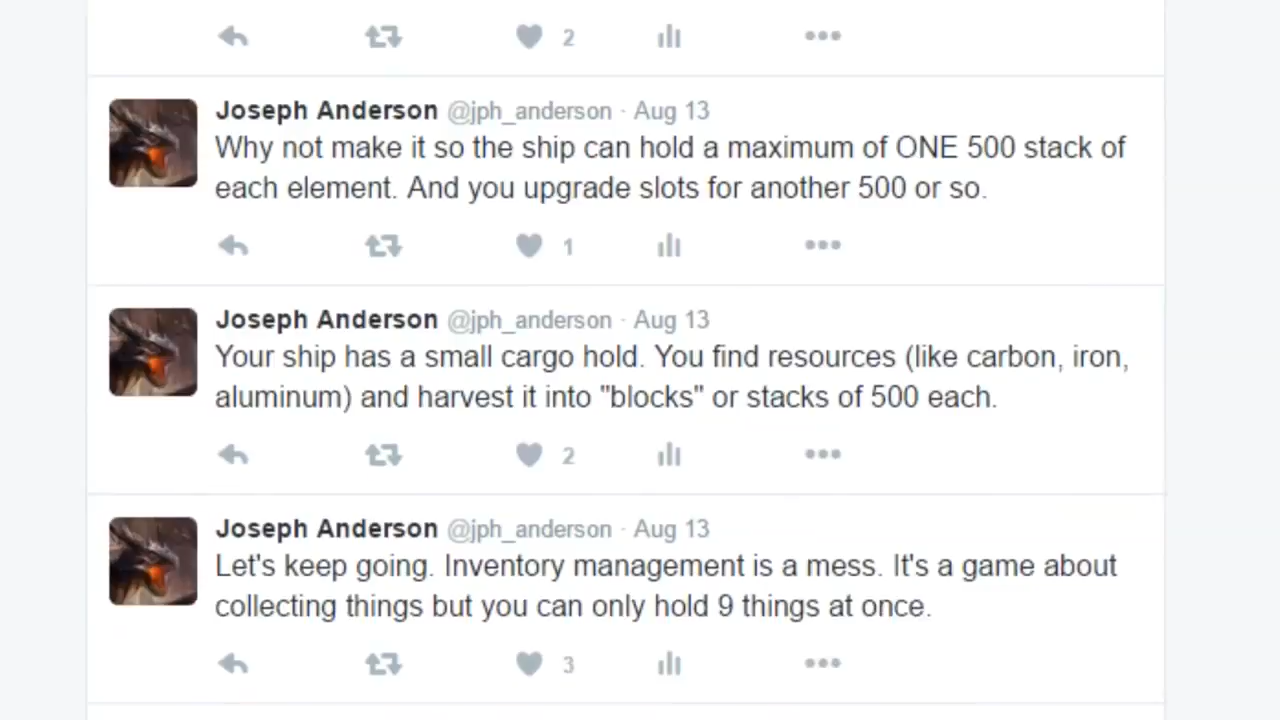 2
Joseph Anderson @jph_anderson · Aug 13
Why not make it so the ship can hold a maximum of ONE 500 stack of
each element. And you upgrade slots for another 500 or so.
1
Joseph Anderson @jph_anderson · Aug 13
Your ship has a small cargo hold. You find resources (like carbon, iron,
aluminum) and harvest it into "blocks" or stacks of 500 each.
2
Joseph Anderson @jph_anderson · Aug 13
Let's keep going. Inventory management is a mess. It's a game about
collecting things but you can only hold 9 things at once.
3